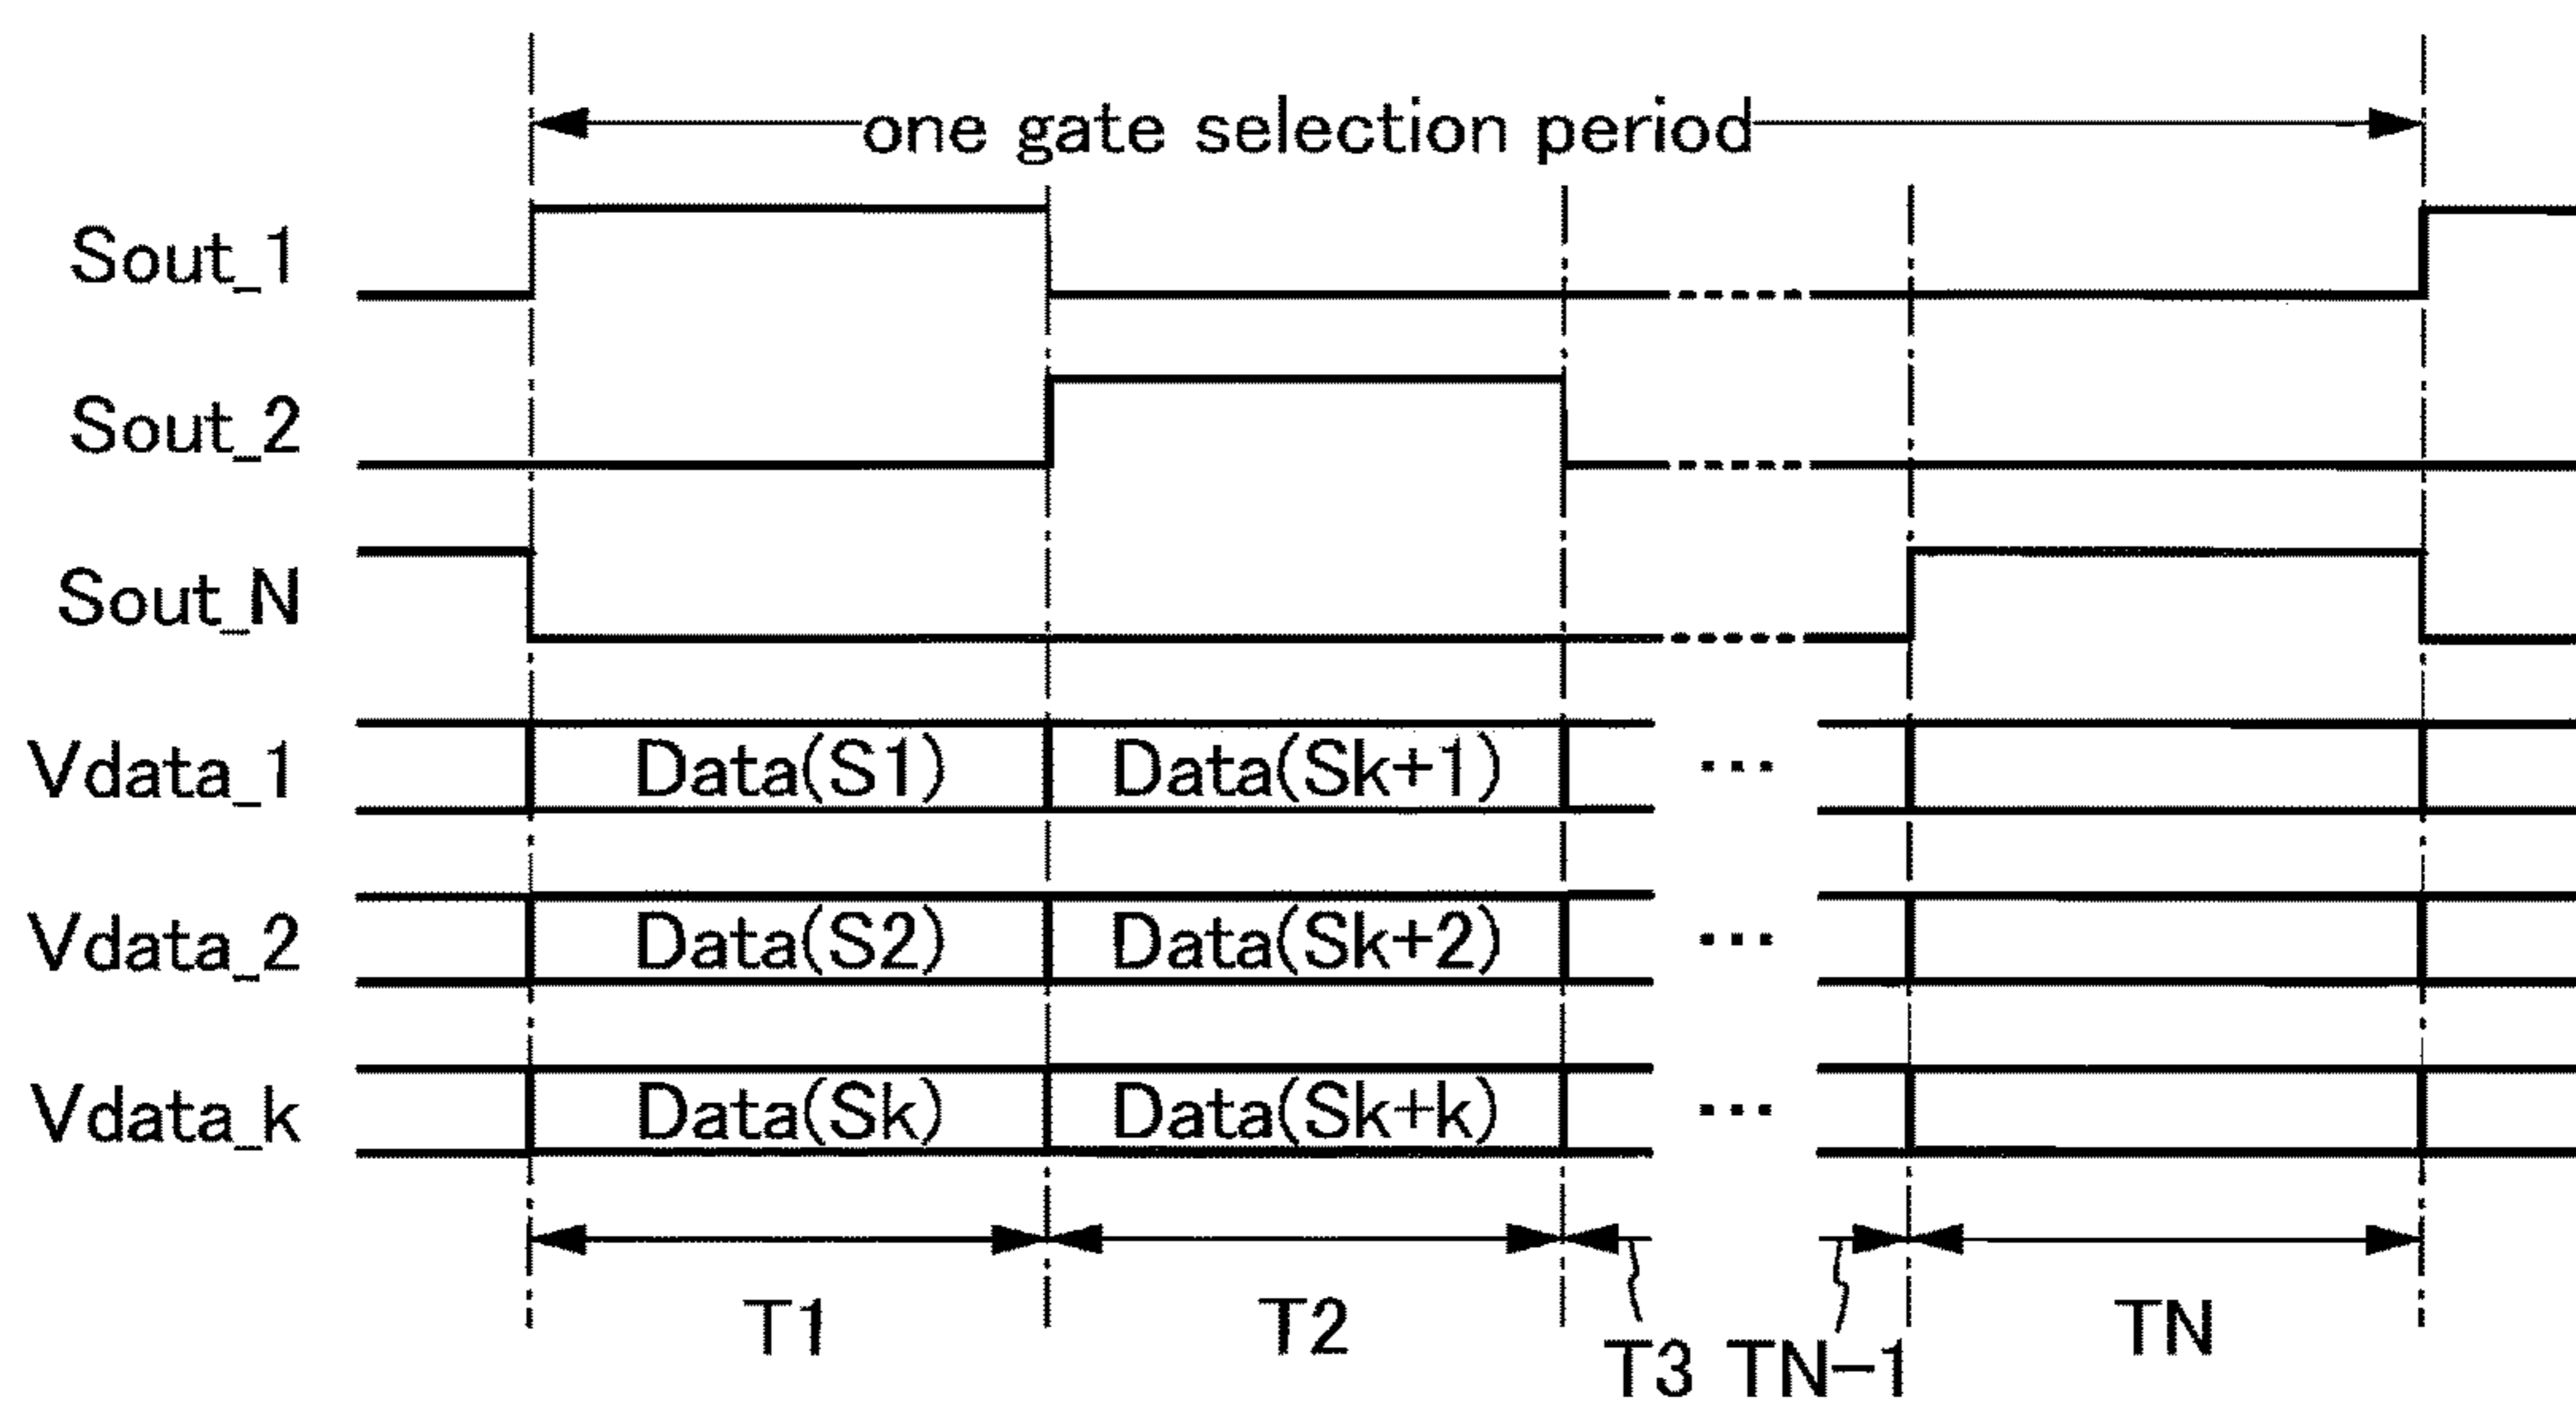 one gate selection period
Sout_1
Sout_2
Sout_N
Vdata_1 Data(S1) Data(Sk+1) ...
Vdata_2 Data(S2) Data(Sk+2) ...
Vdata_k Data(Sk) Data(Sk+k) ...
T1 T2 T3 TN-1 TN